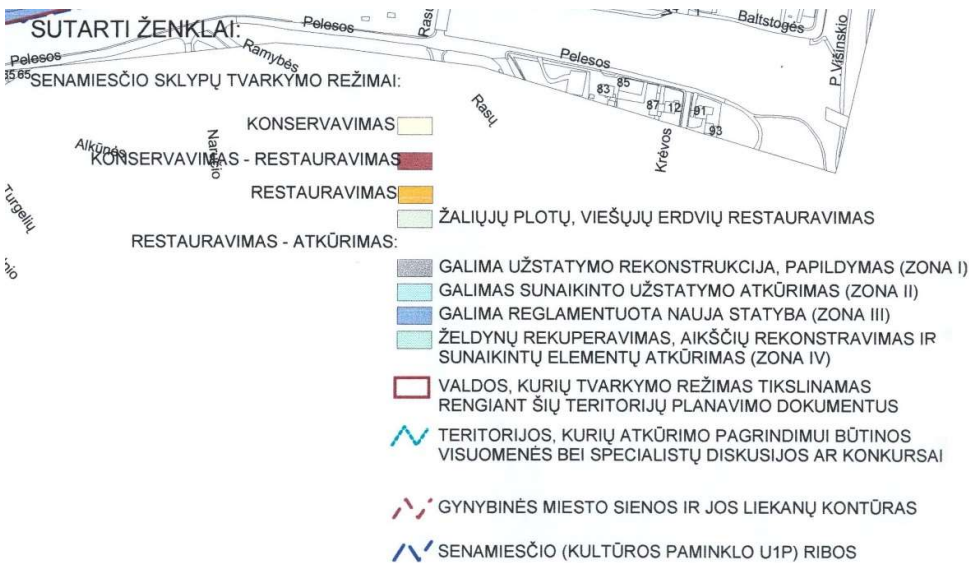 SUTARTI ŽENKLAI:
Pelesos
Rasų
Baltstogės
P. Višinskio
Pelesos
Ramybės
Pelesos
65
SENAMIESČIO SKLYPŲ TVARKYMO REŽIMAI:
83
85
87
12
91
93
Rasų
Krėvos
KONSERVAVIMAS
Alkūnės
KONSERVAVIMAS - RESTAURAVIMAS
Turgelių
RESTAURAVIMAS
ŽALIŲJŲ PLOTŲ, VIEŠŲJŲ ERDVIŲ RESTAURAVIMAS
RESTAURAVIMAS - ATKŪRIMAS:
GALIMA UŽSTATYMO REKONSTRUKCIJA, PAPILDYMAS (ZONA I)
GALIMAS SUNAIKINTO UŽSTATYMO ATKŪRIMAS (ZONA II)
GALIMA REGLAMENTUOTA NAUJA STATYBA (ZONA III)
ŽELDYNŲ REKUPERAVIMAS, AIKŠČIŲ REKONSTRAVIMAS IR
SUNAIKINTŲ ELEMENTŲ ATKŪRIMAS (ZONA IV)
VALDOS, KURIŲ TVARKYMO REŽIMAS TIKSLINAMAS
RENGIANT ŠIŲ TERITORIJŲ PLANAVIMO DOKUMENTUS
TERITORIJOS, KURIŲ ATKŪRIMO PAGRINDIMUI BŪTINOS
VISUOMENĖS BEI SPECIALISTŲ DISKUSIJOS AR KONKURSAI
GYNYBINĖS MIESTO SIENOS IR JOS LIEKANŲ KONTŪRAS
SENAMIESČIO (KULTŪROS PAMINKLO U1P) RIBOS